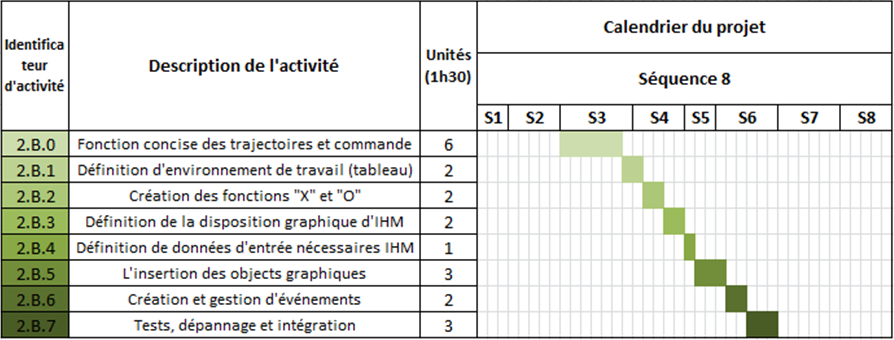 Identifica
teur
d'activité
Description de l'activité
Unités
(1h30)
Calendrier du projet
Séquence 8
S1 S2 S3 S4 S5 S6 S7 S8
2.B.0 Fonction concise des trajectoires et commande 6
2.B.1 Définition d'environnement de travail (tableau) 2
2.B.2 Création des fonctions "X" et "O" 2
2.B.3 Définition de la disposition graphique d'IHM 2
2.B.4 Définition de données d'entrée nécessaires IHM 1
2.B.5 L'insertion des objects graphiques 3
2.B.6 Création et gestion d'événements 2
2.B.7 Tests, dépannage et intégration 3